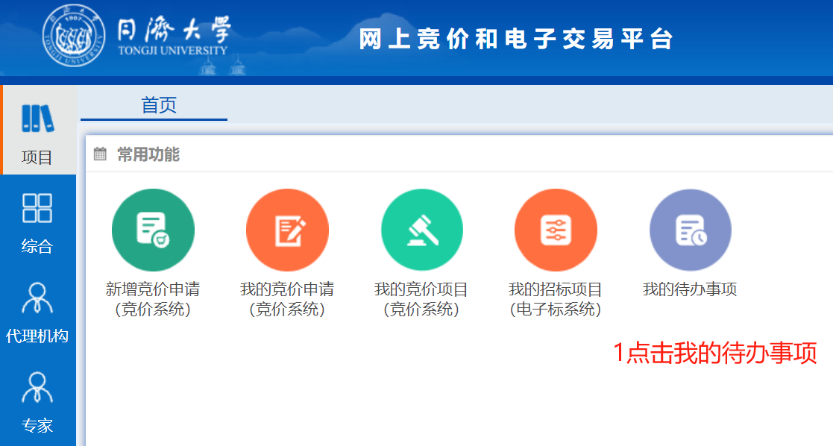 同濟大學
TONGJI UNIVERSITY
网上竞价和电子交易平台
首页
项目
综合
代理机构
专家
常用功能
新增竞价申请
（竞价系统）
我的竞价申请
（竞价系统）
我的竞价项目
（竞价系统）
我的招标项目
（电子标系统）
我的待办事项
1点击我的待办事项